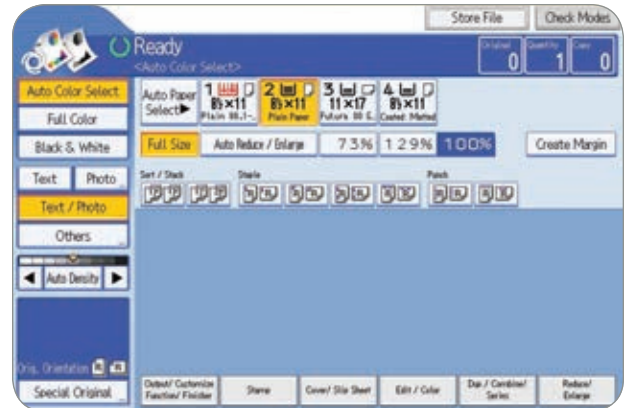 Store File
Check Modes
Ready
<Auto Color Select>
Original
Quantity
Copy
0
1
0
Auto Color Select
Full Color
Black & White
Text
Photo
Text / Photo
Others
Auto Density
Orig. Orientation
Special Original
Auto Paper
Select▶
1
8½×11
2
8½×11
Plain Paper
3
11×17
4
8½×11
Full Size
Auto Reduce / Enlarge
73%
129%
100%
Create Margin
Sort / Stack
Staple
Punch
Output/ Customize
Function/ Finisher
Stamp
Cover/ Slip Sheet
Edit / Color
Dup./ Combine/
Series
Reduce/
Enlarge